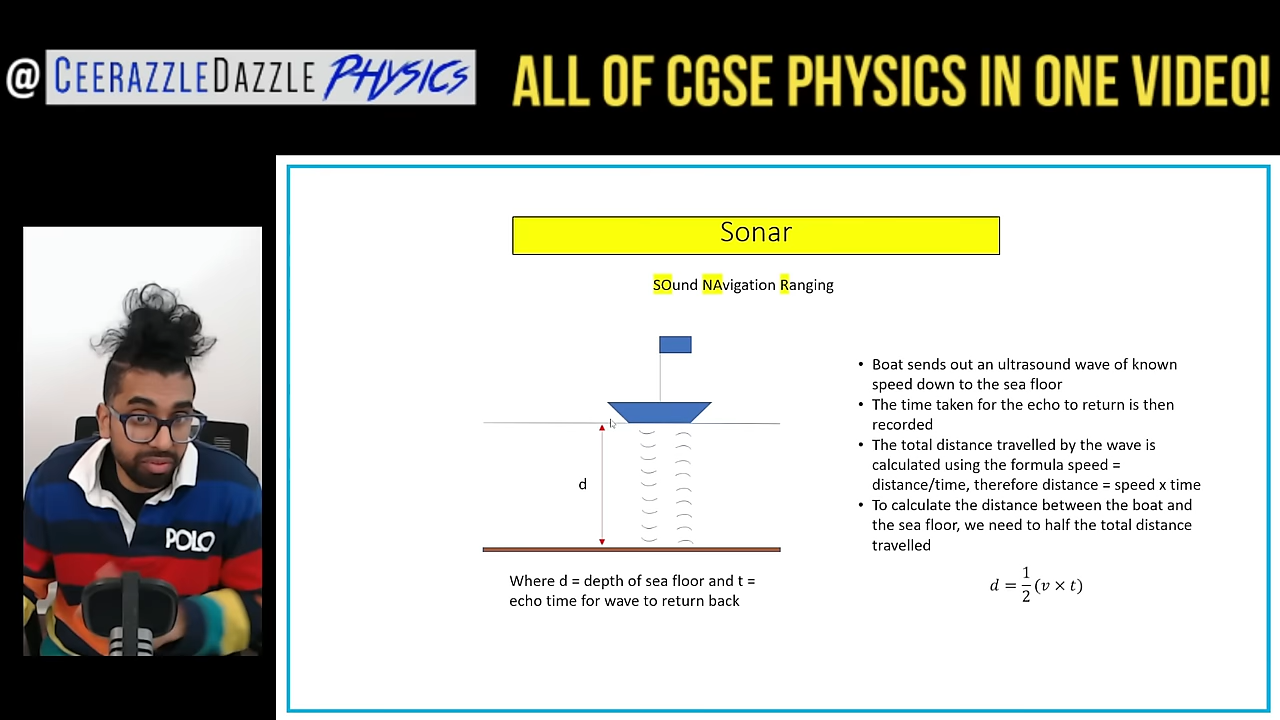 @ CEERAZZLEDAZZLE PHYSICS
ALL OF CGSE PHYSICS IN ONE VIDEO!
Sonar
SOund NAvigation Ranging
• Boat sends out an ultrasound wave of known
speed down to the sea floor
• The time taken for the echo to return is then
recorded
• The total distance travelled by the wave is
calculated using the formula speed =
distance/time, therefore distance = speed x time
• To calculate the distance between the boat and
the sea floor, we need to half the total distance
travelled
d = 1/2 (v × t)
d
Where d = depth of sea floor and t =
echo time for wave to return back
POLO